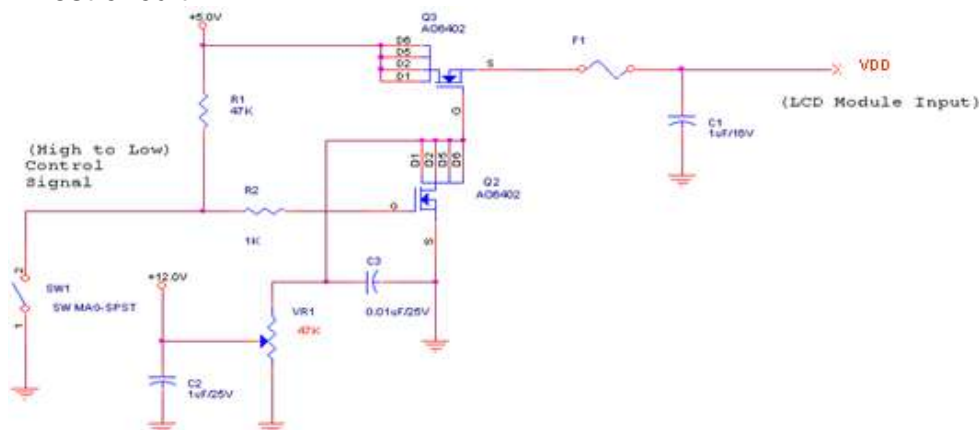 +5.0V
Q3
AO6402
D6
D5
D2
D1
S
G
F1
VDD
(LCD Module Input)
C1
1uF/16V
R1
47K
(High to Low)
Control
Signal
D1
D2
D5
D6
Q2
AO6402
R2
1K
G
S
2
SW1
SW MAG-SPST
1
+12.0V
C3
0.01uF/25V
VR1
47K
C2
1uF/25V